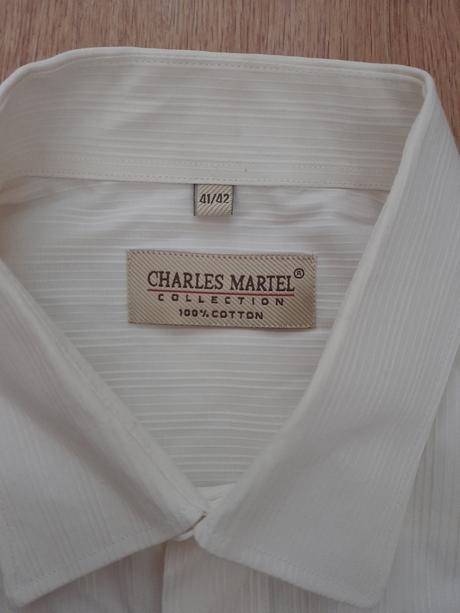 41/42
CHARLES MARTEL®
COLLECTION
100% COTTON